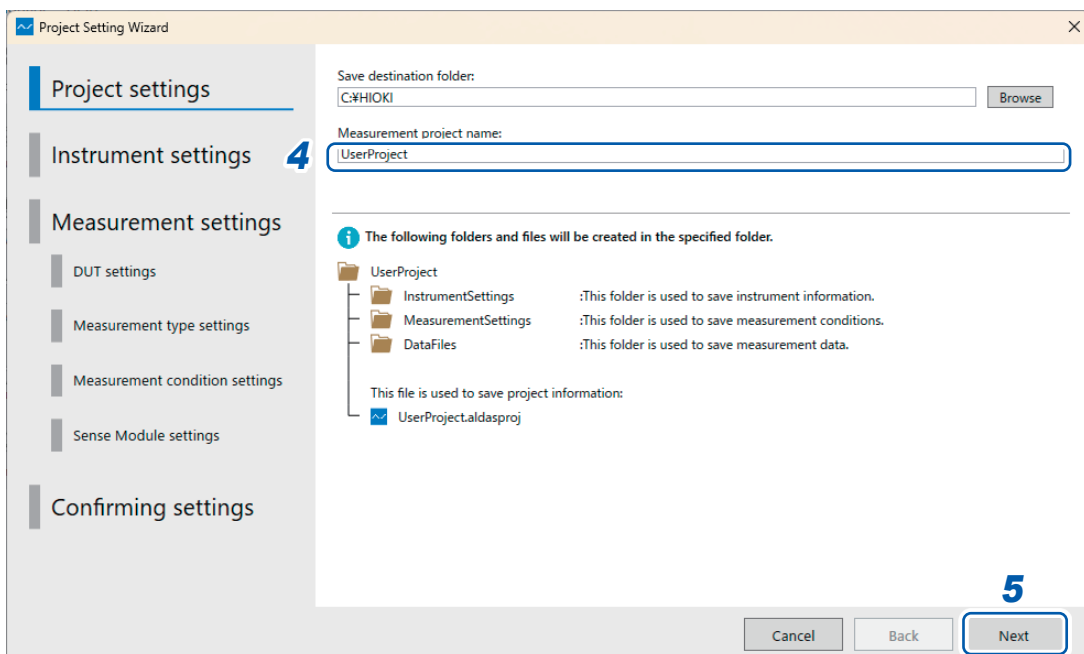 Project Setting Wizard
Project settings
Instrument settings
Measurement settings
DUT settings
Measurement type settings
Measurement condition settings
Sense Module settings
Confirming settings
Save destination folder:
C:¥HIOKI
Browse
Measurement project name:
4
UserProject
The following folders and files will be created in the specified folder.
UserProject
InstrumentSettings :This folder is used to save instrument information.
MeasurementSettings :This folder is used to save measurement conditions.
DataFiles :This folder is used to save measurement data.
This file is used to save project information:
UserProject.aldasproj
5
Cancel Back Next